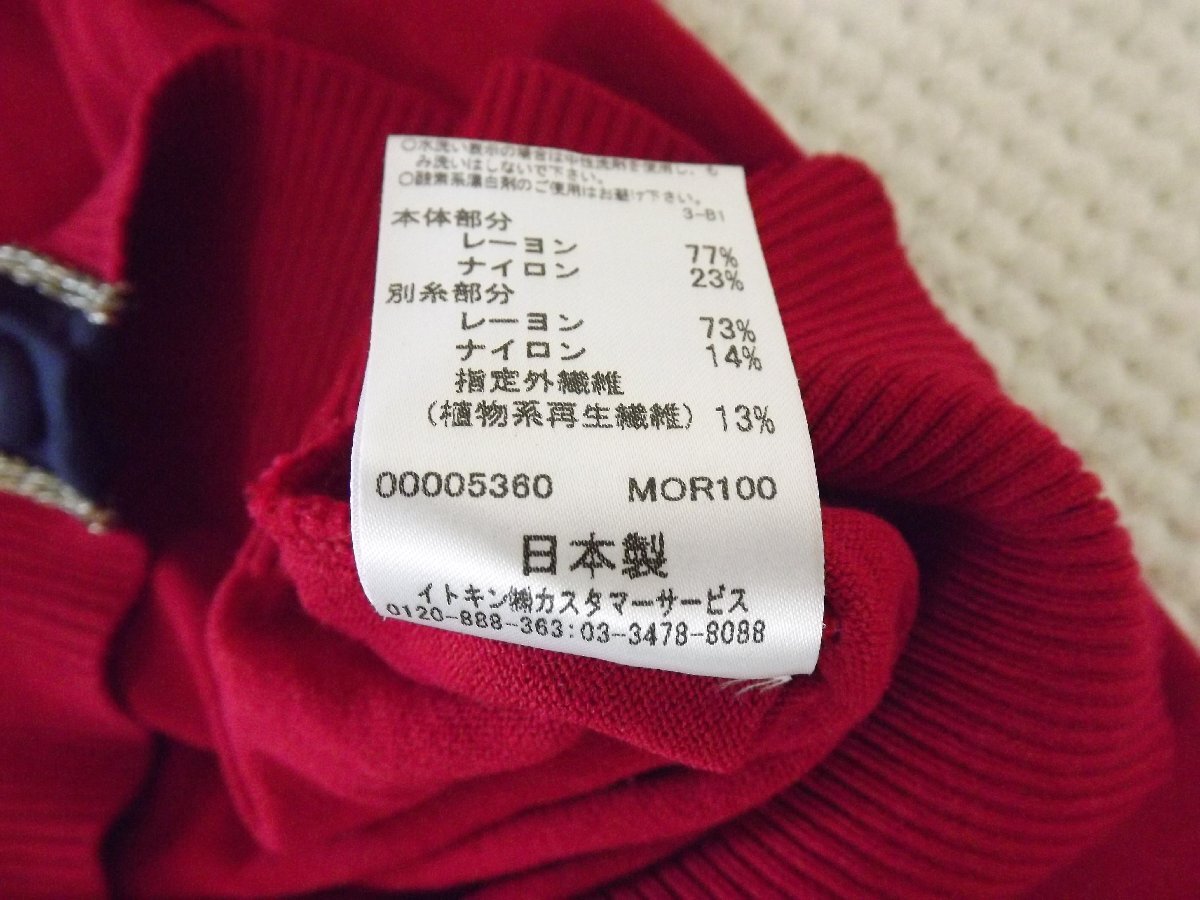 ○水洗い表示の場合は中性洗剤を使用し、も
み洗いはしないで下さい。
○酸素系漂白剤のご使用はお避け下さい。
3-B1
本体部分
レーヨン 77%
ナイロン 23%
別糸部分
レーヨン 73%
ナイロン 14%
指定外繊維
(植物系再生繊維) 13%
00005360 MOR100
日本製
イトキン㈱カスタマーサービス
0120-888-363:03-3478-8088